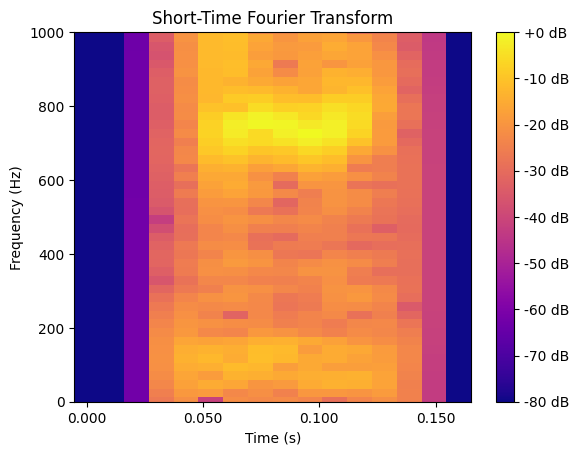 Short-Time Fourier Transform
1000
800
600
400
200
0
Frequency (Hz)
0.000
0.050
0.100
0.150
Time (s)
+0 dB
-10 dB
-20 dB
-30 dB
-40 dB
-50 dB
-60 dB
-70 dB
-80 dB